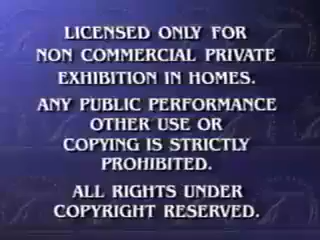 LICENSED ONLY FOR
NON COMMERCIAL PRIVATE
EXHIBITION IN HOMES.
ANY PUBLIC PERFORMANCE
OTHER USE OR
COPYING IS STRICTLY
PROHIBITED.
ALL RIGHTS UNDER
COPYRIGHT RESERVED.